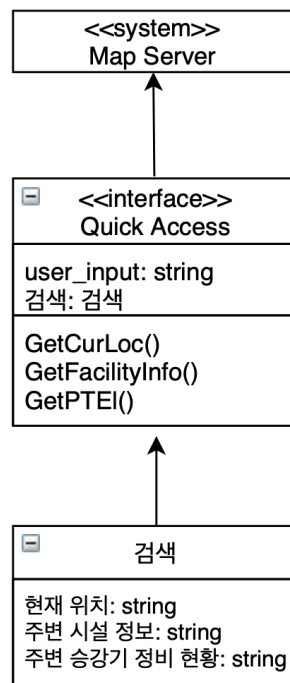 <<system>>
Map Server
<<interface>>
Quick Access
user_input: string
검색: 검색
GetCurLoc()
GetFacilityInfo()
GetPTEI()
검색
현재 위치: string
주변 시설 정보: string
주변 승강기 정비 현황: string